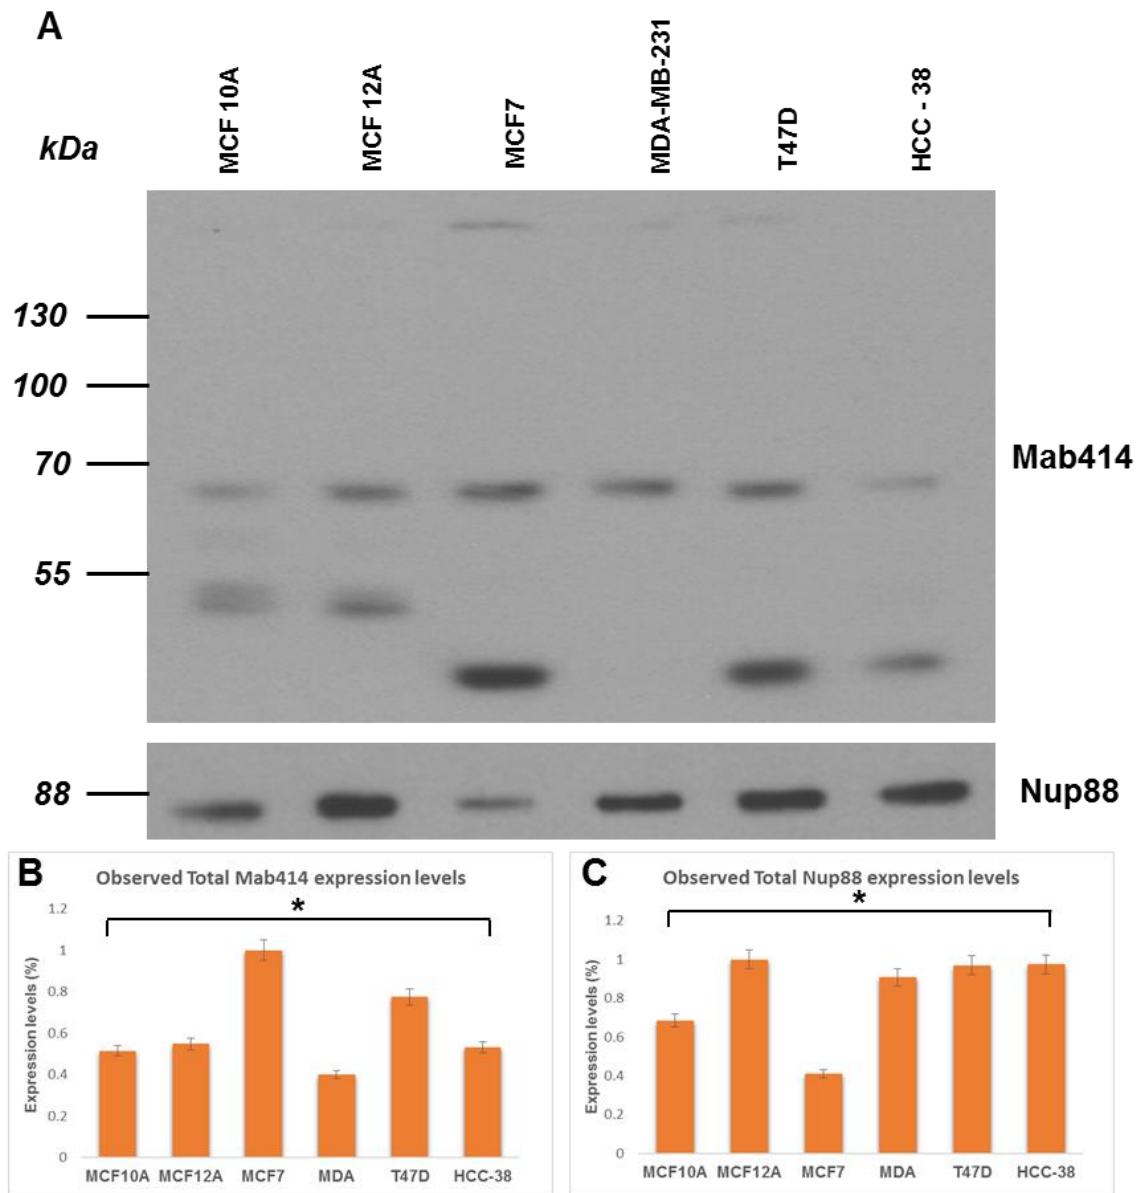 A
kDa
MCF 10A
MCF 12A
MCF7
MDA-MB-231
T47D
HCC - 38
130
100
70
55
Mab414
88
Nup88
B
Observed Total Mab414 expression levels
*
Expression levels (%)
1.2
1
0.8
0.6
0.4
0.2
0
MCF10A MCF12A MCF7 MDA T47D HCC-38
C
Observed Total Nup88 expression levels
*
Expression levels (%)
1.2
1
0.8
0.6
0.4
0.2
0
MCF10A MCF12A MCF7 MDA T47D HCC-38